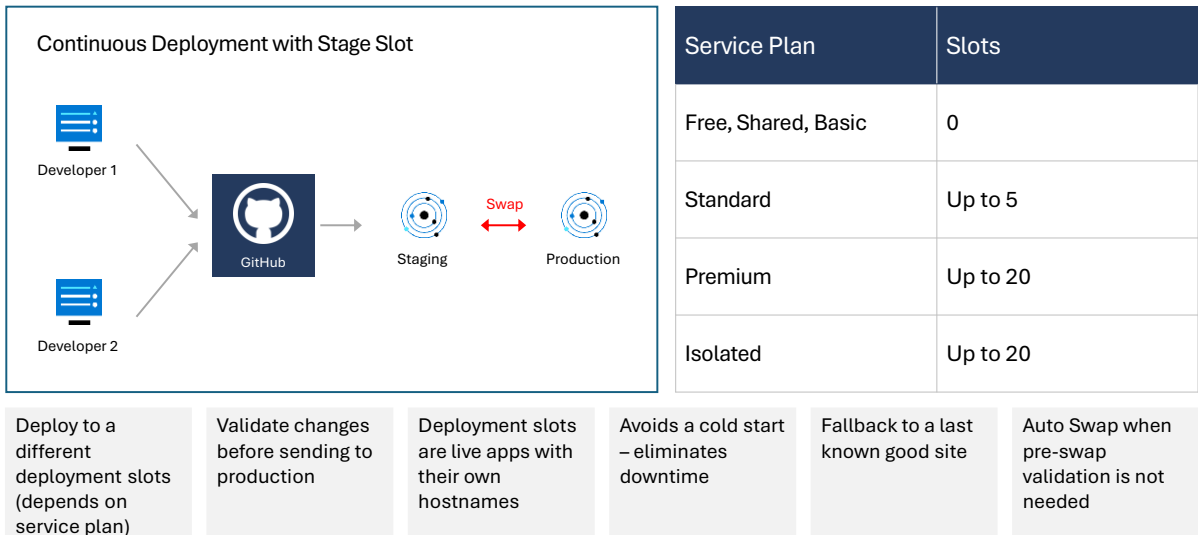 Continuous Deployment with Stage Slot
Developer 1
GitHub
Staging
Swap
Production
Developer 2
Service Plan
Slots
Free, Shared, Basic
0
Standard
Up to 5
Premium
Up to 20
Isolated
Up to 20
Deploy to a
different
deployment slots
(depends on
service plan)
Validate changes
before sending to
production
Deployment slots
are live apps with
their own
hostnames
Avoids a cold start
– eliminates
downtime
Fallback to a last
known good site
Auto Swap when
pre-swap
validation is not
needed